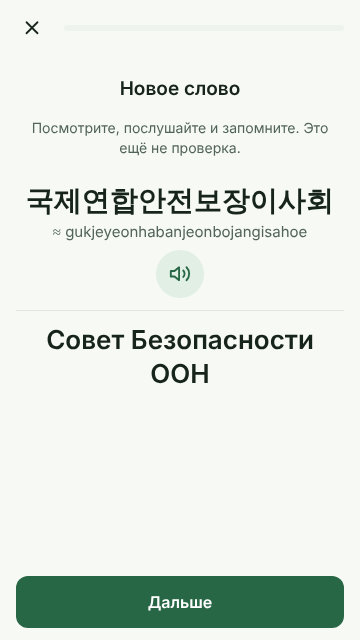 Новое слово
Посмотрите, послушайте и запомните. Это
ещё не проверка.
국제연합안전보장이사회
≈ gukjeyeonhabanjeonbojangisahoe
Совет Безопасности
ООН
Дальше